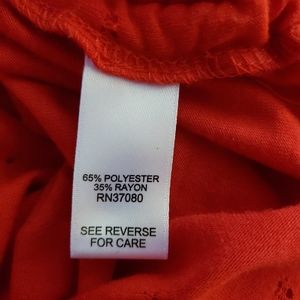 65% POLYESTER
35% RAYON
RN37080
SEE REVERSE
FOR CARE